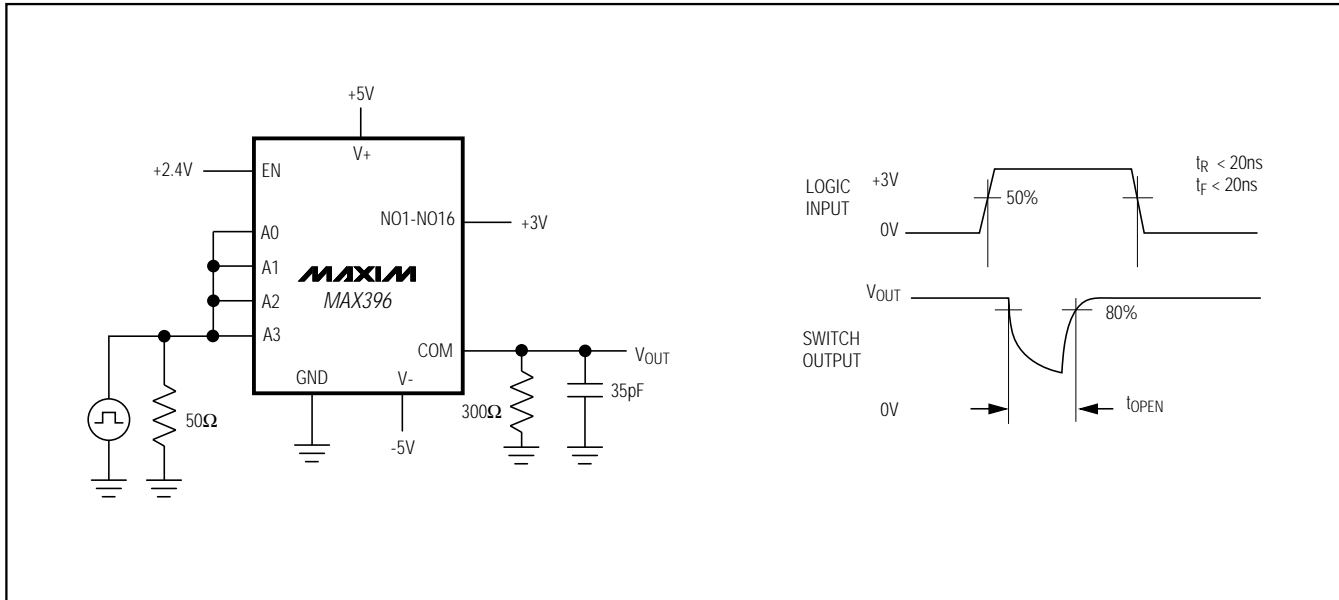 +5V
V+
+2.4V
EN
NO1-NO16
+3V
A0
A1
A2
A3
MAXIM
MAX396
COM
VOUT
GND
V-
50Ω
300Ω
35pF
-5V
LOGIC
INPUT
+3V
50%
0V
tR < 20ns
tF < 20ns
VOUT
80%
SWITCH
OUTPUT
0V
tOPEN